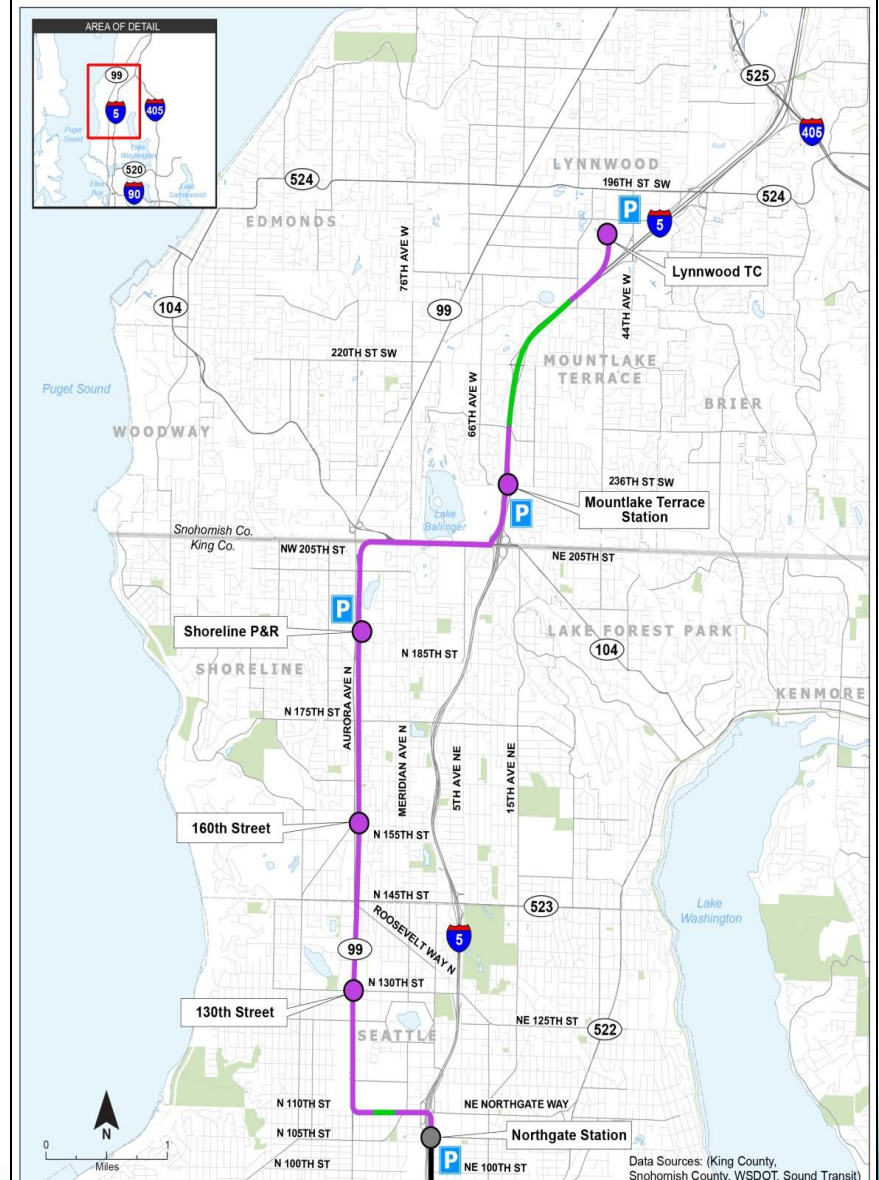 AREA OF DETAIL
99
5
405
Puget
Sound
Lake
Washington
520
Elliott
Bay
90
Lake
Sammamish
525
405
LYNNWOOD
196TH ST SW
524
524
P
5
EDMONDS
Lynnwood TC
76TH AVE W
44TH AVE W
104
99
220TH ST SW
MOUNTLAKE
TERRACE
Puget Sound
66TH AVE W
BRIER
WOODWAY
236TH ST SW
Mountlake Terrace
Station
P
Lake
Ballinger
Snohomish Co.
King Co.
NW 205TH ST
NE 205TH ST
P
Shoreline P&R
LAKE FOREST PARK
104
N 185TH ST
SHORELINE
KENMORE
AURORA AVE N
N 175TH ST
MERIDIAN AVE N
5TH AVE NE
15TH AVE NE
160th Street
N 155TH ST
N 145TH ST
523
ROOSEVELT WAY N
Lake
Washington
5
99
N 130TH ST
130th Street
NE 125TH ST
522
SEATTLE
N 110TH ST
NE NORTHGATE WAY
N
N 105TH ST
Northgate Station
0 1
Miles
N 100TH ST
P
NE 100TH ST
Data Sources: (King County,
Snohomish County, WSDOT, Sound Transit)